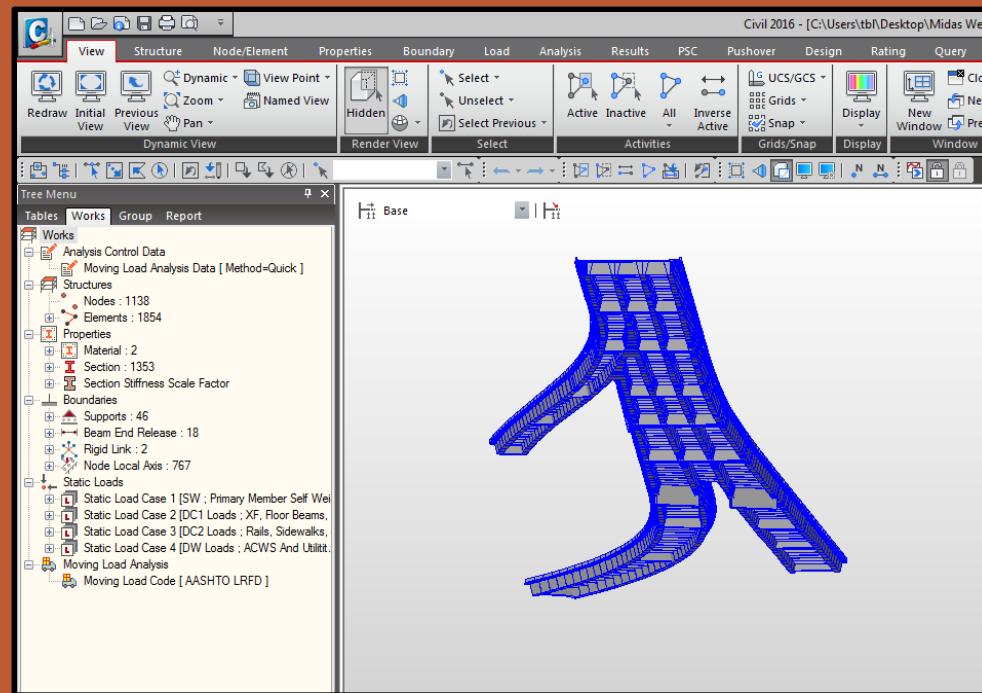 Civil 2016 - [C:\Users\tbl\Desktop\Midas We
View Structure Node/Element Properties Boundary Load Analysis Results PSC Pushover Design Rating Query
Redraw Initial View Previous View Dynamic Zoom Pan View Point Named View
Hidden
Select Unselect Select Previous
Active Inactive All Inverse Active
UCS/GCS Grids Snap
Display
New Window Clo Ne Pre
Dynamic View Render View Select Activities Grids/Snap Display Window
Tree Menu
Tables Works Group Report
Base
Works
Analysis Control Data
Moving Load Analysis Data [ Method=Quick ]
Structures
Nodes : 1138
Elements : 1854
Properties
Material : 2
Section : 1353
Section Stiffness Scale Factor
Boundaries
Supports : 46
Beam End Release : 18
Rigid Link : 2
Node Local Axis : 767
Static Loads
Static Load Case 1 [SW ; Primary Member Self Wei
Static Load Case 2 [DC1 Loads ; XF, Floor Beams,
Static Load Case 3 [DC2 Loads ; Rails, Sidewalks,
Static Load Case 4 [DW Loads ; ACWS And Utilitit.
Moving Load Analysis
Moving Load Code [ AASHTO LRFD ]